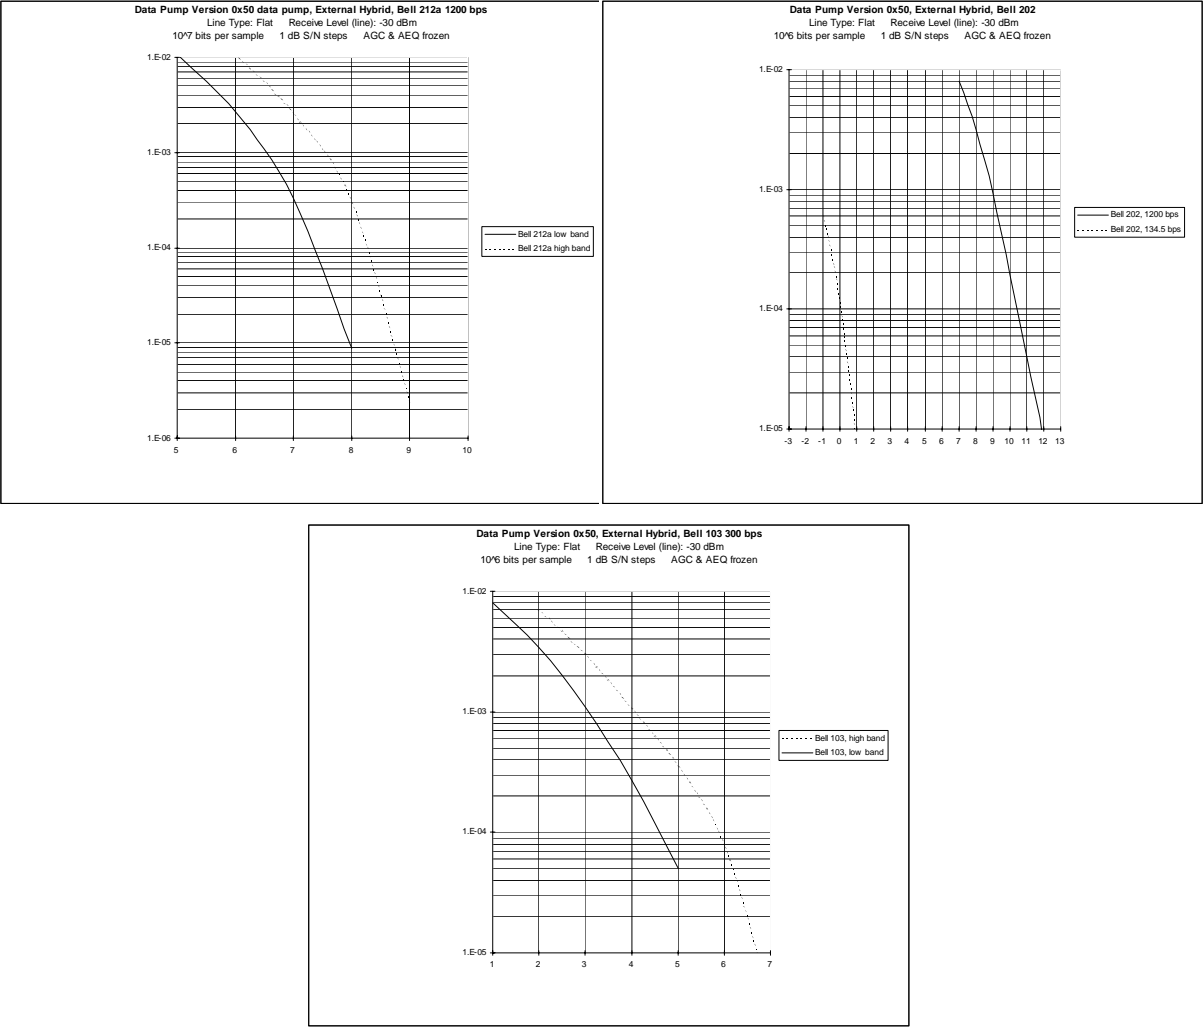 Data Pump Version 0x50 data pump, External Hybrid, Bell 212a 1200 bps
Line Type: Flat Receive Level (line): -30 dBm
10^7 bits per sample 1 dB S/N steps AGC & AEQ frozen
1.E-02
1.E-03
1.E-04
1.E-05
1.E-06
5 6 7 8 9 10
Bell 212a low band
Bell 212a high band
Data Pump Version 0x50, External Hybrid, Bell 202
Line Type: Flat Receive Level (line): -30 dBm
10^6 bits per sample 1 dB S/N steps AGC & AEQ frozen
1.E-02
1.E-03
1.E-04
1.E-05
-3 -2 -1 0 1 2 3 4 5 6 7 8 9 10 11 12 13
Bell 202, 1200 bps
Bell 202, 134.5 bps
Data Pump Version 0x50, External Hybrid, Bell 103 300 bps
Line Type: Flat Receive Level (line): -30 dBm
10^6 bits per sample 1 dB S/N steps AGC & AEQ frozen
1.E-02
1.E-03
1.E-04
1.E-05
1 2 3 4 5 6 7
Bell 103, high band
Bell 103, low band